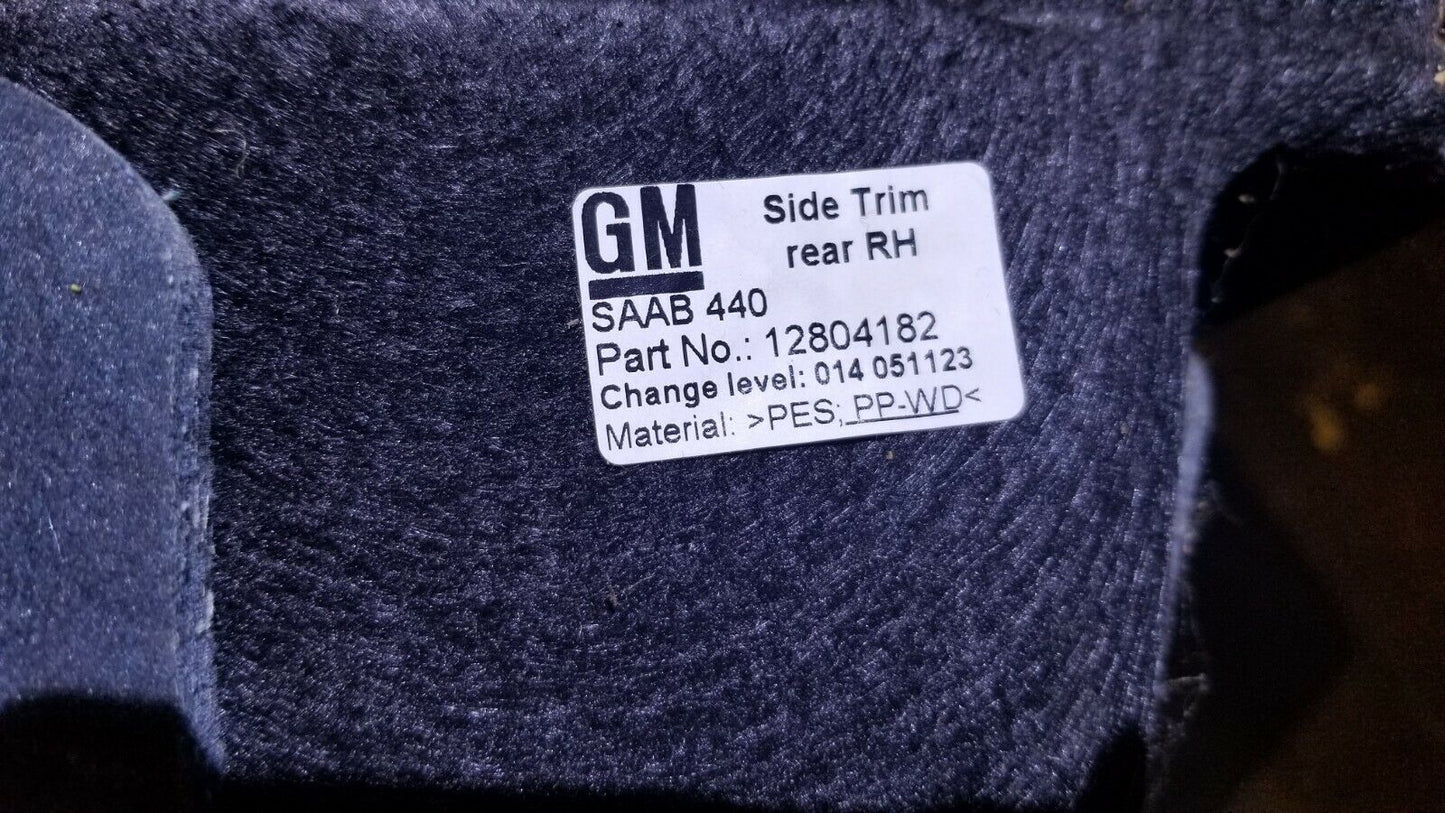 GM
Side Trim
rear RH
SAAB 440
Part No.: 12804182
Change level: 014 051123
Material: >PES; PP-WD<